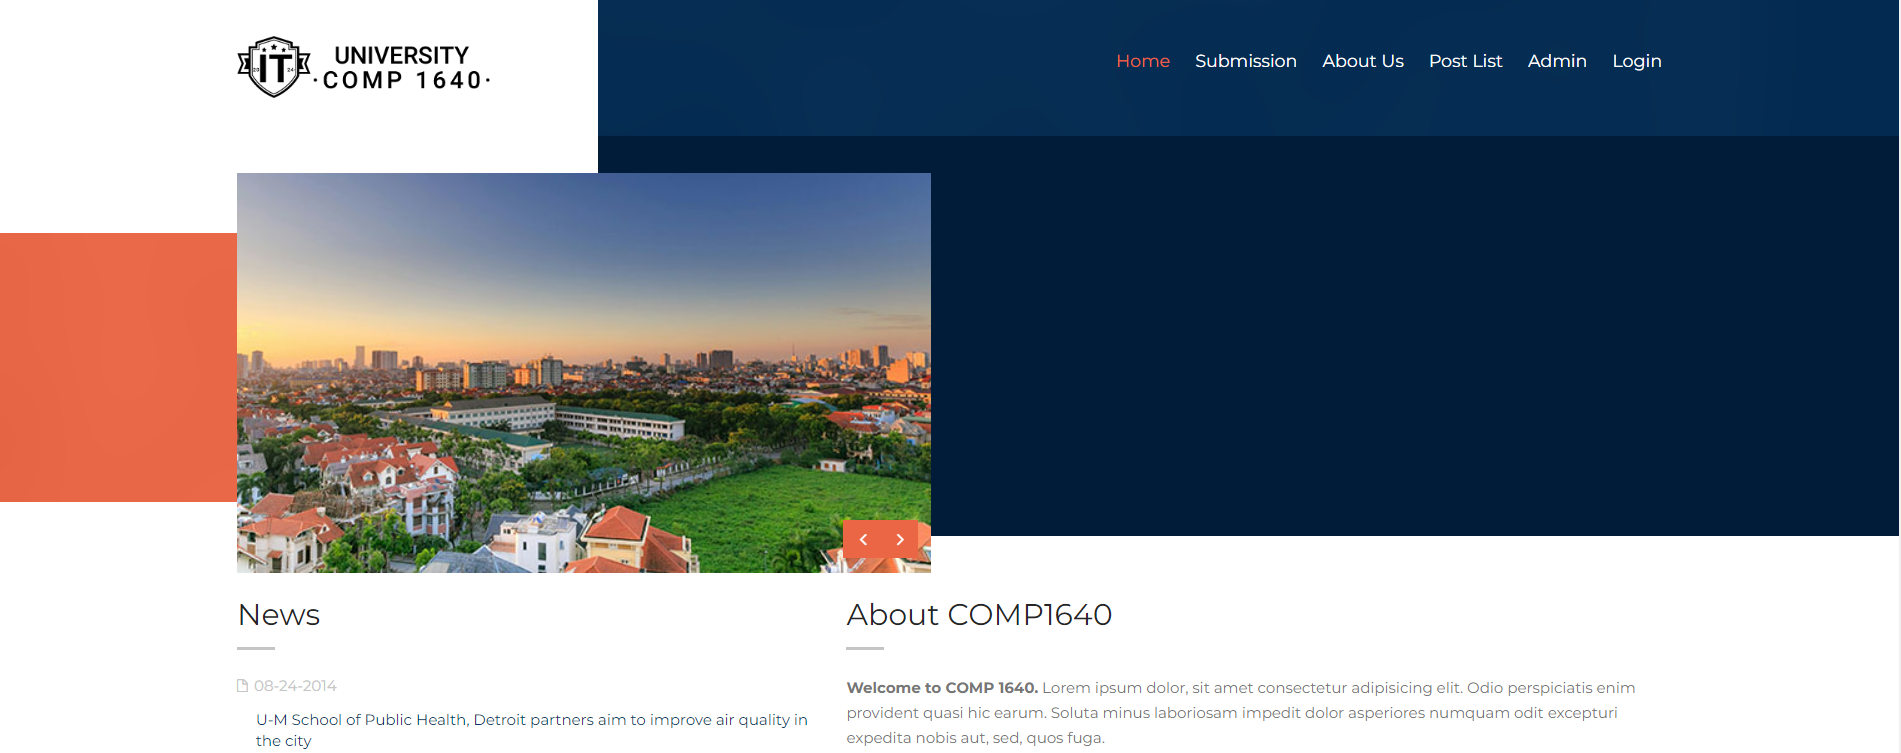 IT
20 24
UNIVERSITY
·COMP 1640·
Home Submission About Us Post List Admin Login
News
08-24-2014
U-M School of Public Health, Detroit partners aim to improve air quality in
the city
About COMP1640
Welcome to COMP 1640. Lorem ipsum dolor, sit amet consectetur adipisicing elit. Odio perspiciatis enim
provident quasi hic earum. Soluta minus laboriosam impedit dolor asperiores numquam odit excepturi
expedita nobis aut, sed, quos fuga.